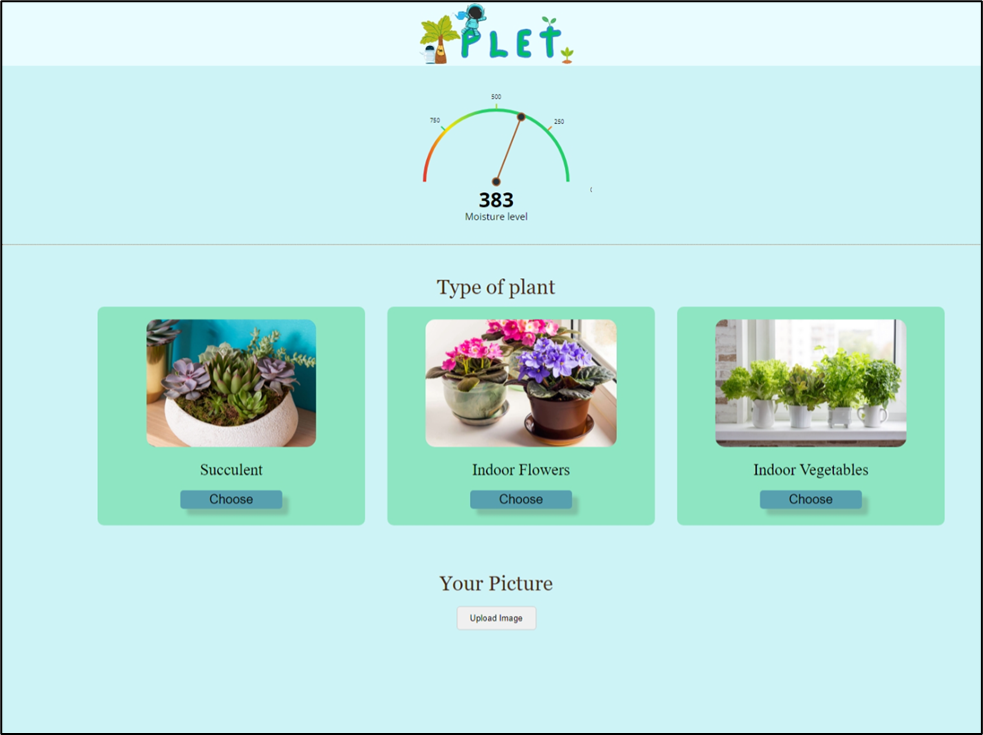 PLET
500
750
250
383
Moisture level
Type of plant
Succulent
Indoor Flowers
Indoor Vegetables
Choose
Choose
Choose
Your Picture
Upload Image